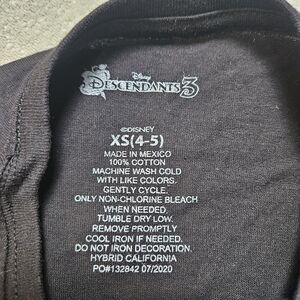 Disney
DESCENDANTS 3
©DISNEY
XS(4-5)
MADE IN MEXICO
100% COTTON
MACHINE WASH COLD
WITH LIKE COLORS.
GENTLY CYCLE.
ONLY NON-CHLORINE BLEACH
WHEN NEEDED.
TUMBLE DRY LOW.
REMOVE PROMPTLY
COOL IRON IF NEEDED.
DO NOT IRON DECORATION.
HYBRID CALIFORNIA
PO#132842 07/2020